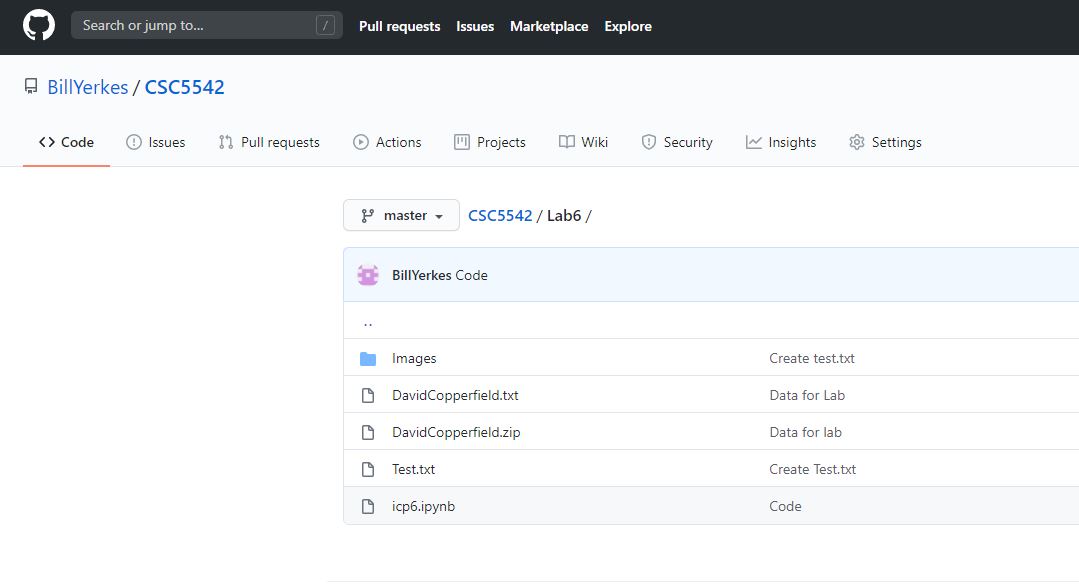 Search or jump to... / Pull requests Issues Marketplace Explore
BillYerkes / CSC5542
Code Issues Pull requests Actions Projects Wiki Security Insights Settings
master CSC5542 / Lab6 /
BillYerkes Code
..
Images Create test.txt
DavidCopperfield.txt Data for Lab
DavidCopperfield.zip Data for lab
Test.txt Create Test.txt
icp6.ipynb Code